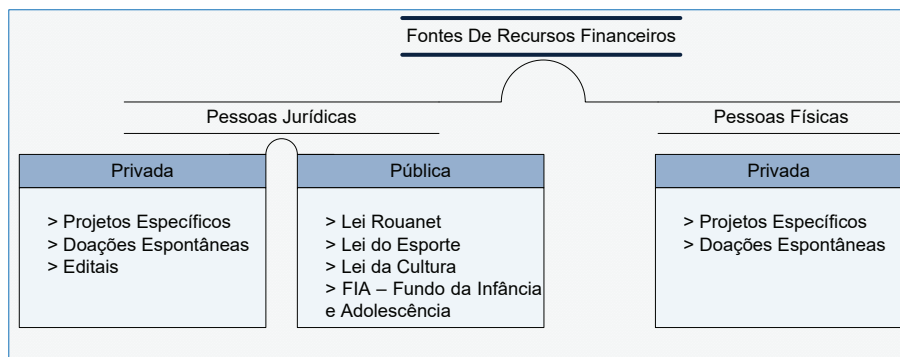 Fontes De Recursos Financeiros
Pessoas Jurídicas
Pessoas Físicas
Privada
> Projetos Específicos
> Doações Espontâneas
> Editais
Pública
> Lei Rouanet
> Lei do Esporte
> Lei da Cultura
> FIA – Fundo da Infância
e Adolescência
Privada
> Projetos Específicos
> Doações Espontâneas